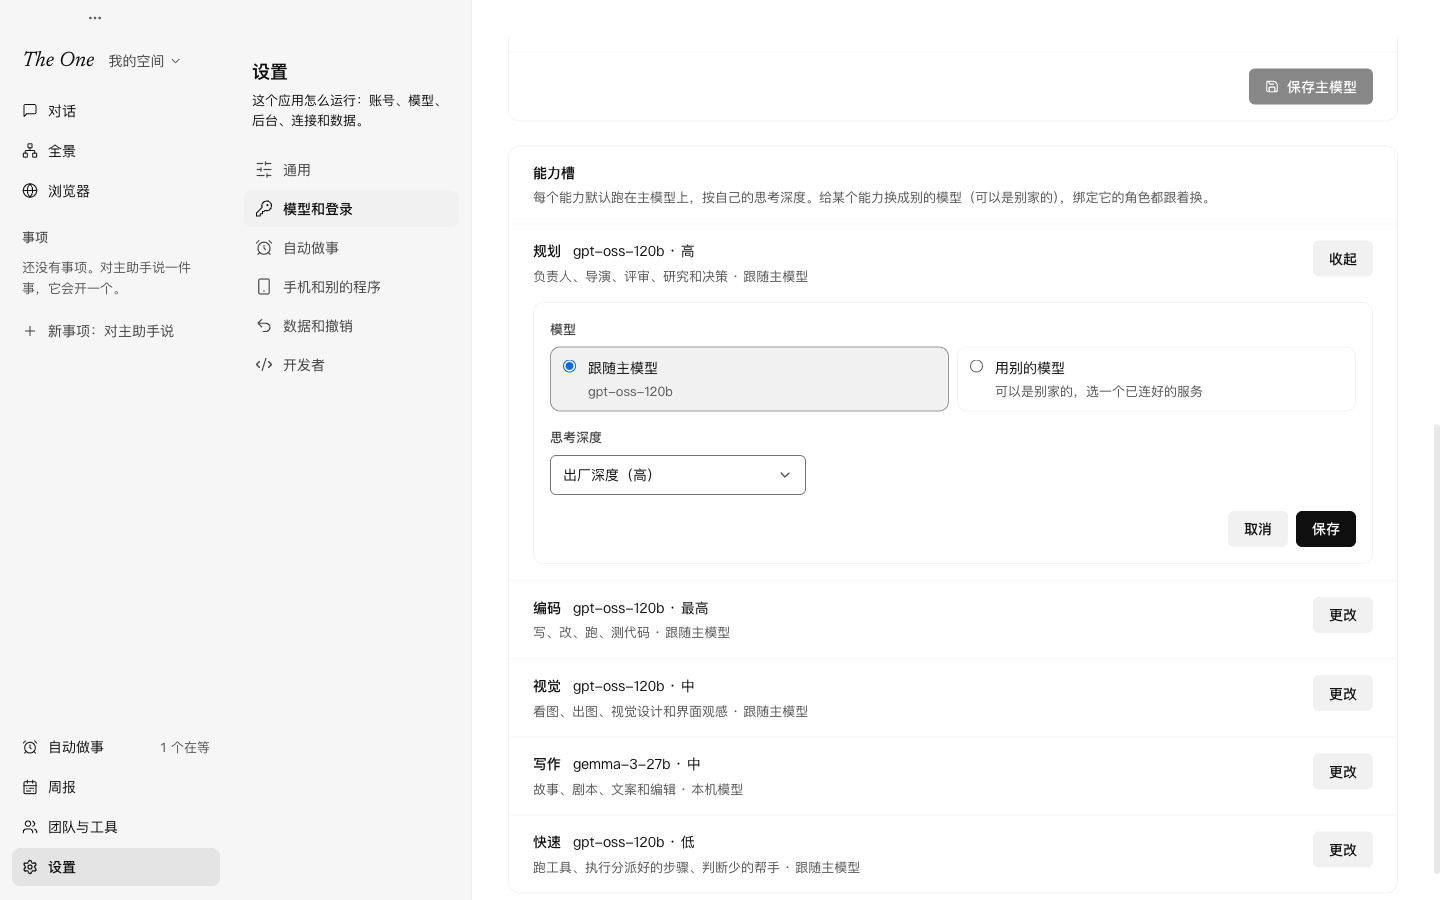 The One 我的空间
对话
全景
浏览器
事项
还没有事项。对主助手说一件
事，它会开一个。
新事项：对主助手说
自动做事 1 个在等
周报
团队与工具
设置
设置
这个应用怎么运行：账号、模型、
后台、连接和数据。
通用
模型和登录
自动做事
手机和别的程序
数据和撤销
开发者
保存主模型
能力槽
每个能力默认跑在主模型上，按自己的思考深度。给某个能力换成别的模型（可以是别家的），绑定它的角色都跟着换。
规划 gpt-oss-120b · 高
负责人、导演、评审、研究和决策 · 跟随主模型
收起
模型
跟随主模型
gpt-oss-120b
用别的模型
可以是别家的，选一个已连好的服务
思考深度
出厂深度（高）
取消
保存
编码 gpt-oss-120b · 最高
写、改、跑、测代码 · 跟随主模型
更改
视觉 gpt-oss-120b · 中
看图、出图、视觉设计和界面观感 · 跟随主模型
更改
写作 gemma-3-27b · 中
故事、剧本、文案和编辑 · 本机模型
更改
快速 gpt-oss-120b · 低
跑工具、执行分派好的步骤、判断少的帮手 · 跟随主模型
更改